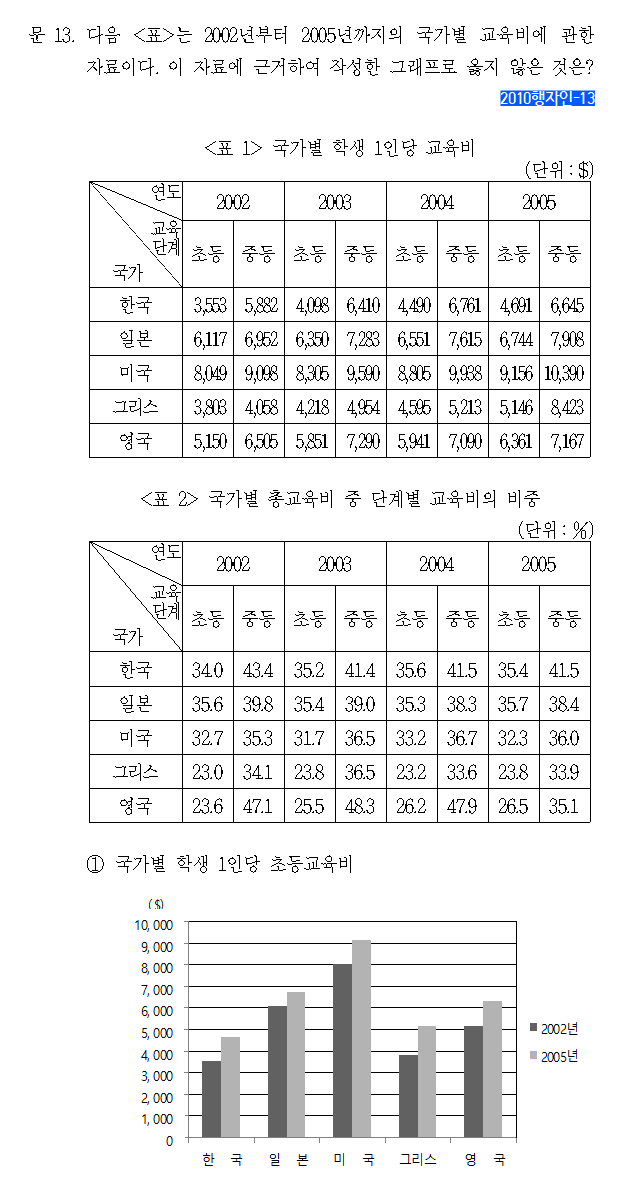 문 13. 다음 <표>는 2002년부터 2005년까지의 국가별 교육비에 관한
자료이다. 이 자료에 근거하여 작성한 그래프로 옳지 않은 것은?
2010행자인-13
<표 1> 국가별 학생 1인당 교육비
(단위 : $)
연도 2002 2003 2004 2005
교육단계 국가 초등 중등 초등 중등 초등 중등 초등 중등
한국 3,553 5,882 4,098 6,410 4,490 6,761 4,691 6,645
일본 6,117 6,952 6,350 7,283 6,551 7,615 6,744 7,908
미국 8,049 9,098 8,305 9,590 8,805 9,938 9,156 10,390
그리스 3,803 4,058 4,218 4,954 4,595 5,213 5,146 8,423
영국 5,150 6,505 5,851 7,290 5,941 7,090 6,361 7,167
<표 2> 국가별 총교육비 중 단계별 교육비의 비중
(단위 : %)
연도 2002 2003 2004 2005
교육단계 국가 초등 중등 초등 중등 초등 중등 초등 중등
한국 34.0 43.4 35.2 41.4 35.6 41.5 35.4 41.5
일본 35.6 39.8 35.4 39.0 35.3 38.3 35.7 38.4
미국 32.7 35.3 31.7 36.5 33.2 36.7 32.3 36.0
그리스 23.0 34.1 23.8 36.5 23.2 33.6 23.8 33.9
영국 23.6 47.1 25.5 48.3 26.2 47.9 26.5 35.1
① 국가별 학생 1인당 초등교육비
($)
10,000
9,000
8,000
7,000
6,000
5,000
4,000
3,000
2,000
1,000
0
2002년
2005년
한 국 일 본 미 국 그리스 영 국